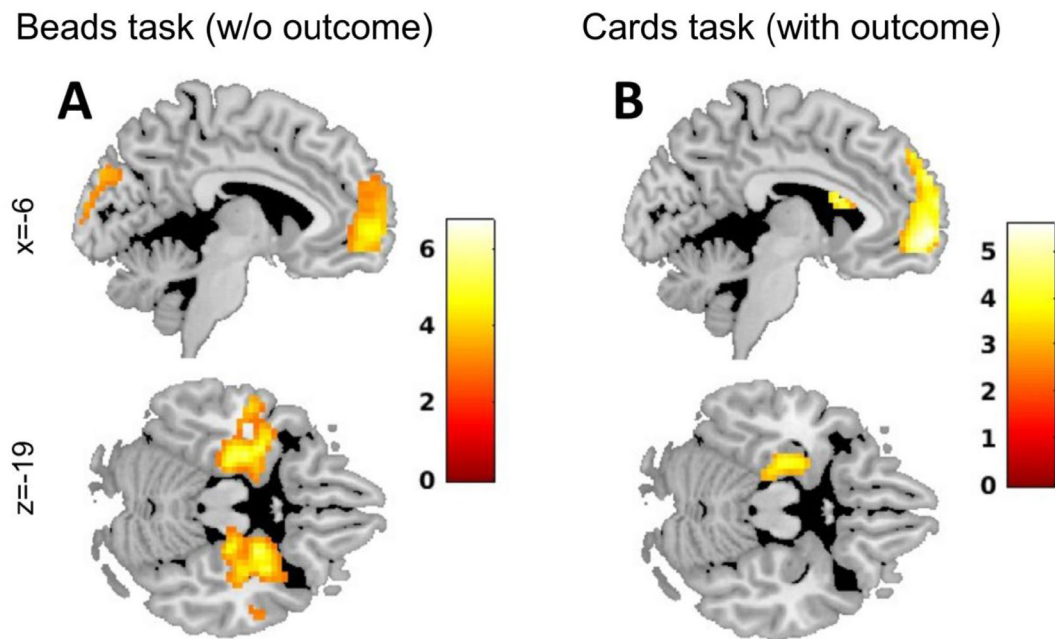 Beads task (w/o outcome)
Cards task (with outcome)
A
B
x=-6
6
4
2
0
5
4
3
2
1
0
z=-19